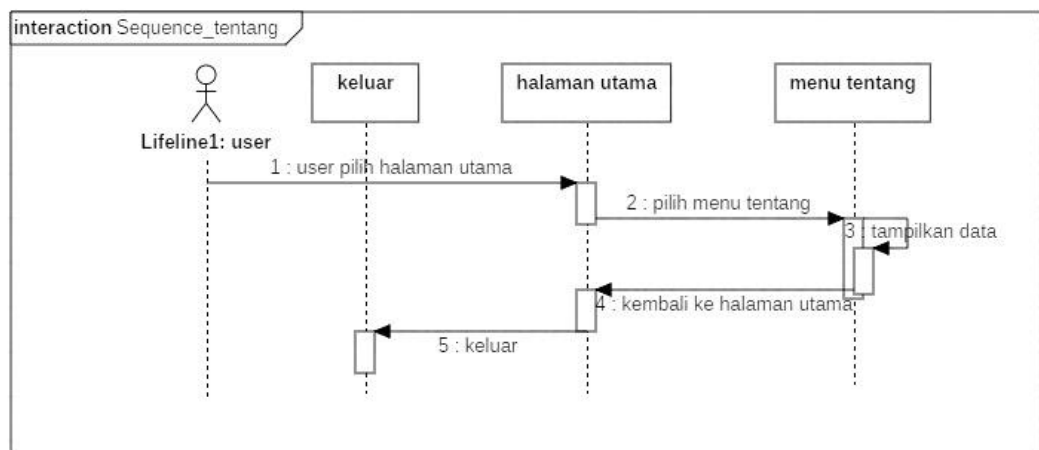 interaction Sequence_tentang
keluar
halaman utama
menu tentang
Lifeline1: user
1 : user pilih halaman utama
2 : pilih menu tentang
3 : tampilkan data
4 : kembali ke halaman utama
5 : keluar